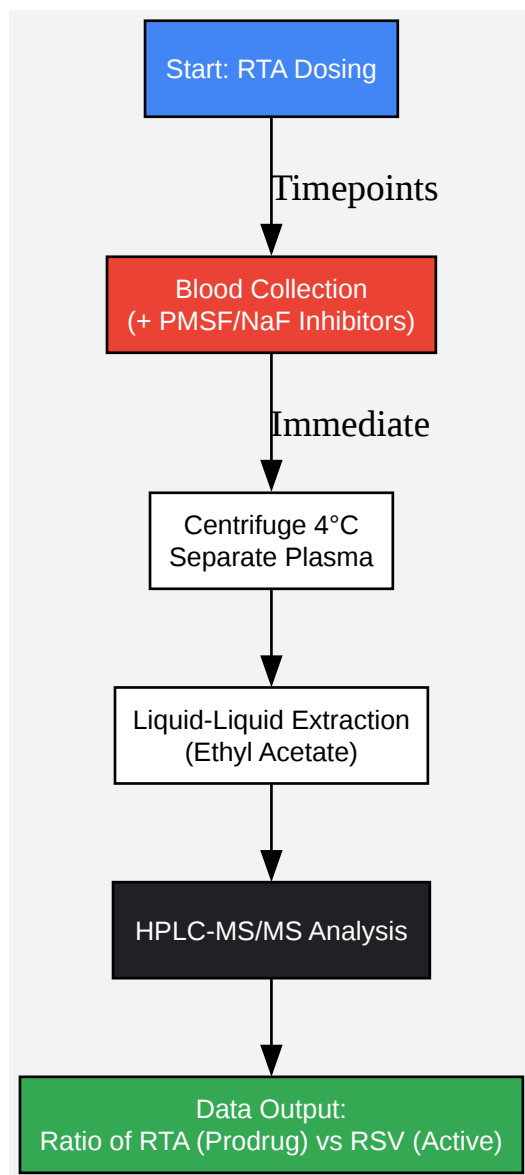 Start: RTA Dosing
Timepoints
Blood Collection
(+ PMSF/NaF Inhibitors)
Immediate
Centrifuge 4°C
Separate Plasma
Liquid-Liquid Extraction
(Ethyl Acetate)
HPLC-MS/MS Analysis
Data Output:
Ratio of RTA (Prodrug) vs RSV (Active)